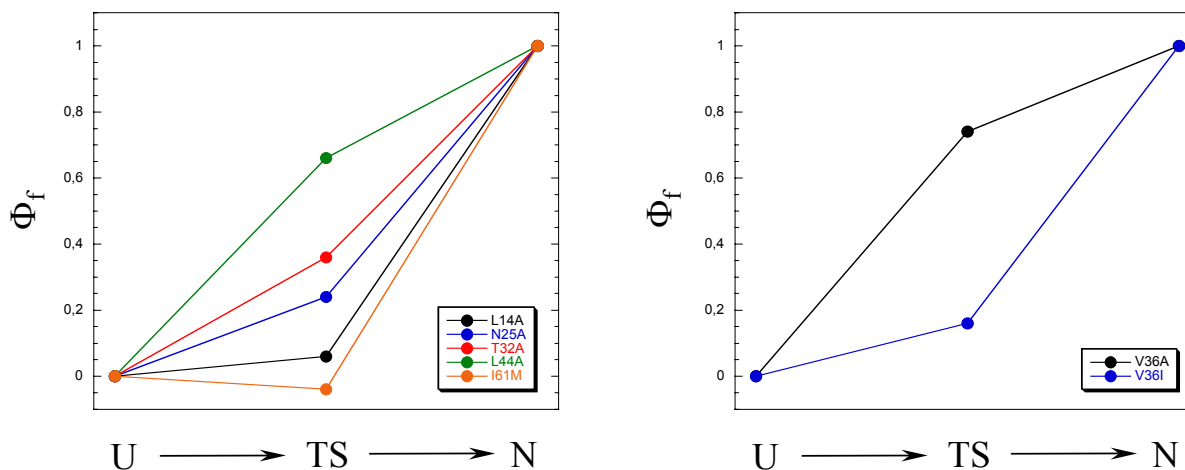 Φf
1
0,8
0,6
0,4
0,2
0
L14A
N25A
T32A
L44A
I61M
U → TS → N
Φf
1
0,8
0,6
0,4
0,2
0
V36A
V36I
U → TS → N